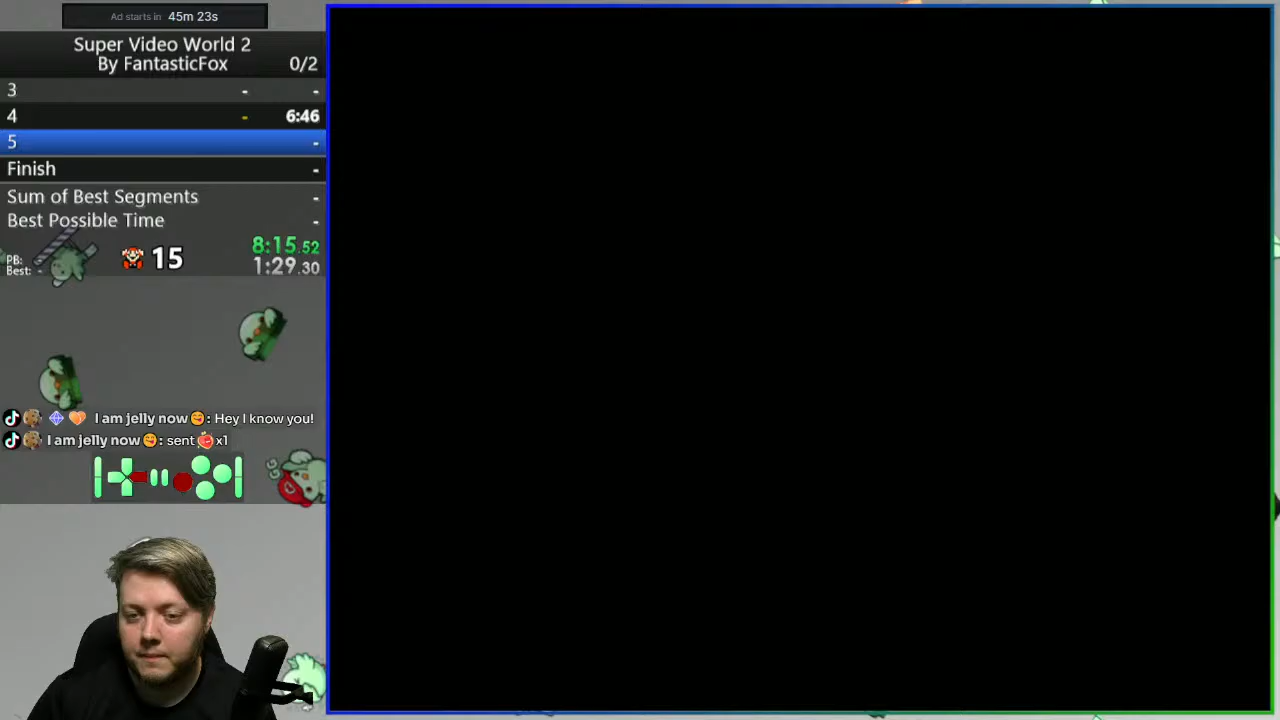 Ad starts in 45m 23s
Super Video World 2
By FantasticFox 0/2
3 - -
4 - 6:46
5 -
Finish -
Sum of Best Segments -
Best Possible Time -
PB:
Best: -
15
8:15.52
1:29.30
I am jelly now : Hey I know you!
I am jelly now : sent x1
GG